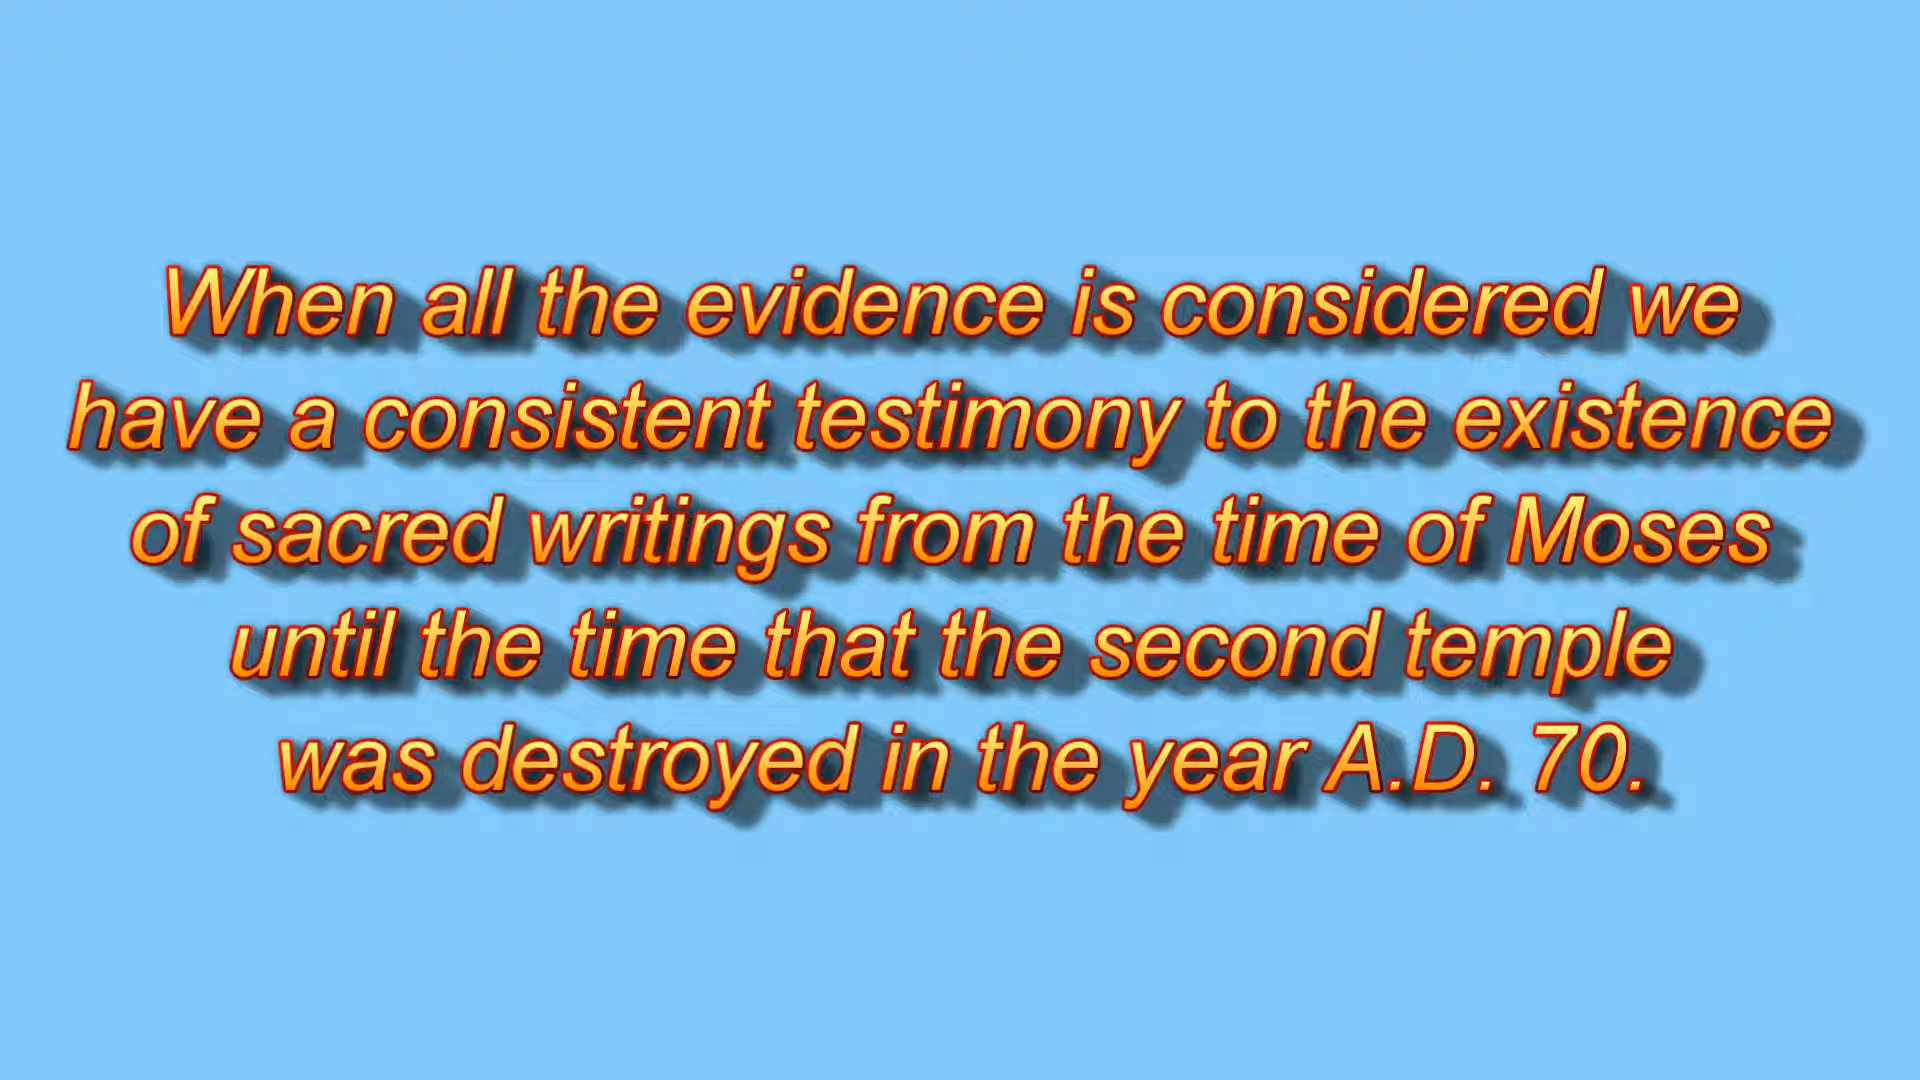 When all the evidence is considered we
have a consistent testimony to the existence
of sacred writings from the time of Moses
until the time that the second temple
was destroyed in the year A.D. 70.